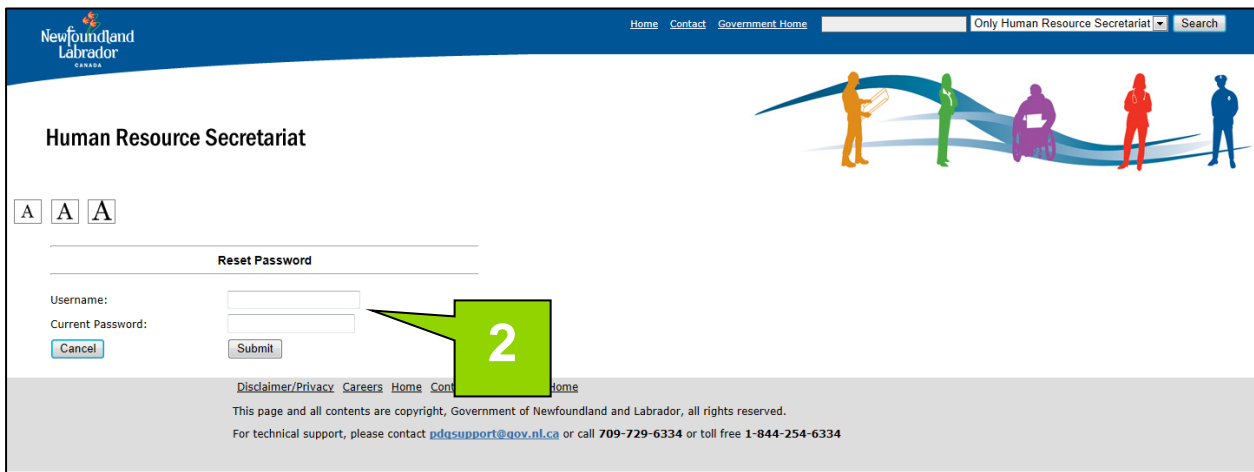 Newfoundland
Labrador
CANADA
Home Contact Government Home Only Human Resource Secretariat Search
Human Resource Secretariat
A A A
Reset Password
Username:
Current Password:
Cancel Submit
2
Disclaimer/Privacy Careers Home Home
This page and all contents are copyright, Government of Newfoundland and Labrador, all rights reserved.
For technical support, please contact pdqsupport@gov.nl.ca or call 709-729-6334 or toll free 1-844-254-6334